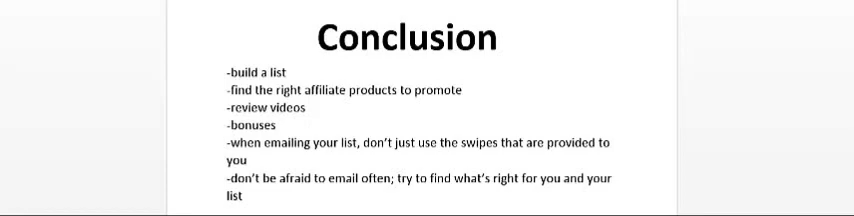 Conclusion
-build a list
-find the right affiliate products to promote
-review videos
-bonuses
-when emailing your list, don’t just use the swipes that are provided to
you
-don’t be afraid to email often; try to find what’s right for you and your
list